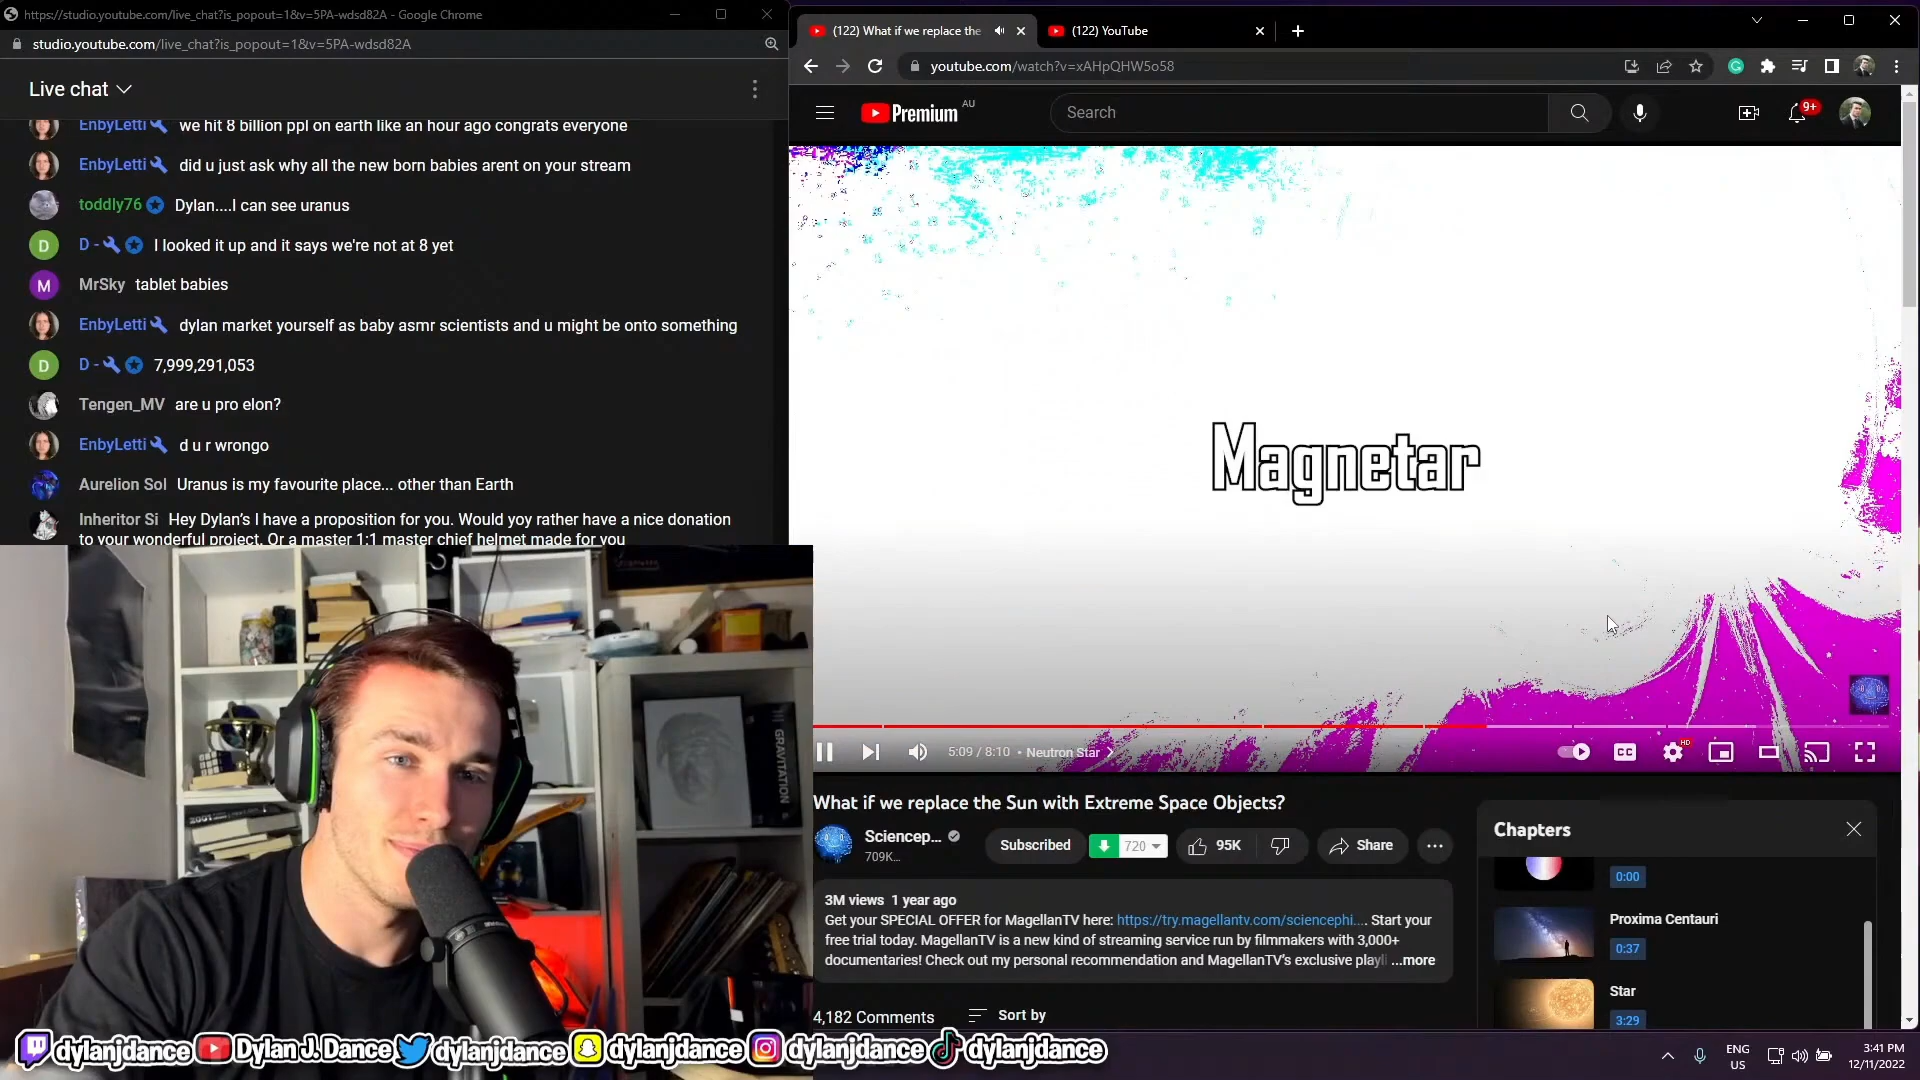 https://studio.youtube.com/live_chat?is_popout=1&v=5PA-wdsd82A - Google Chrome
studio.youtube.com/live_chat?is_popout=1&v=5PA-wdsd82A
Live chat
EnbyLetti we hit 8 billion ppl on earth like an hour ago congrats everyone
EnbyLetti did u just ask why all the new born babies arent on your stream
toddly76 Dylan....I can see uranus
D D - I looked it up and it says we're not at 8 yet
M MrSky tablet babies
EnbyLetti dylan market yourself as baby asmr scientists and u might be onto something
D D - 7,999,291,053
Tengen_MV are u pro elon?
EnbyLetti d u r wrongo
Aurelion Sol Uranus is my favourite place... other than Earth
Inheritor Si Hey Dylan's I have a proposition for you. Would yoy rather have a nice donation
to your wonderful project. Or a master 1:1 master chief helmet made for you
GRAVITATION
2001
(122) What if we replace the
(122) YouTube
youtube.com/watch?v=xAHpQHW5o58
Premium AU
Search
9+
Magnetar
5:09 / 8:10 • Neutron Star
CC
HD
What if we replace the Sun with Extreme Space Objects?
Sciencep...
709K...
Subscribed
720
95K
Share
3M views 1 year ago
Get your SPECIAL OFFER for MagellanTV here: https://try.magellantv.com/sciencephi.... Start your
free trial today. MagellanTV is a new kind of streaming service run by filmmakers with 3,000+
documentaries! Check out my personal recommendation and MagellanTV's exclusive playli ...more
4,182 Comments
Sort by
Chapters
0:00
Proxima Centauri
0:37
Star
3:29
dylanjdance Dylan J. Dance dylanjdance dylanjdance dylanjdance dylanjdance
ENG
US
3:41 PM
12/11/2022